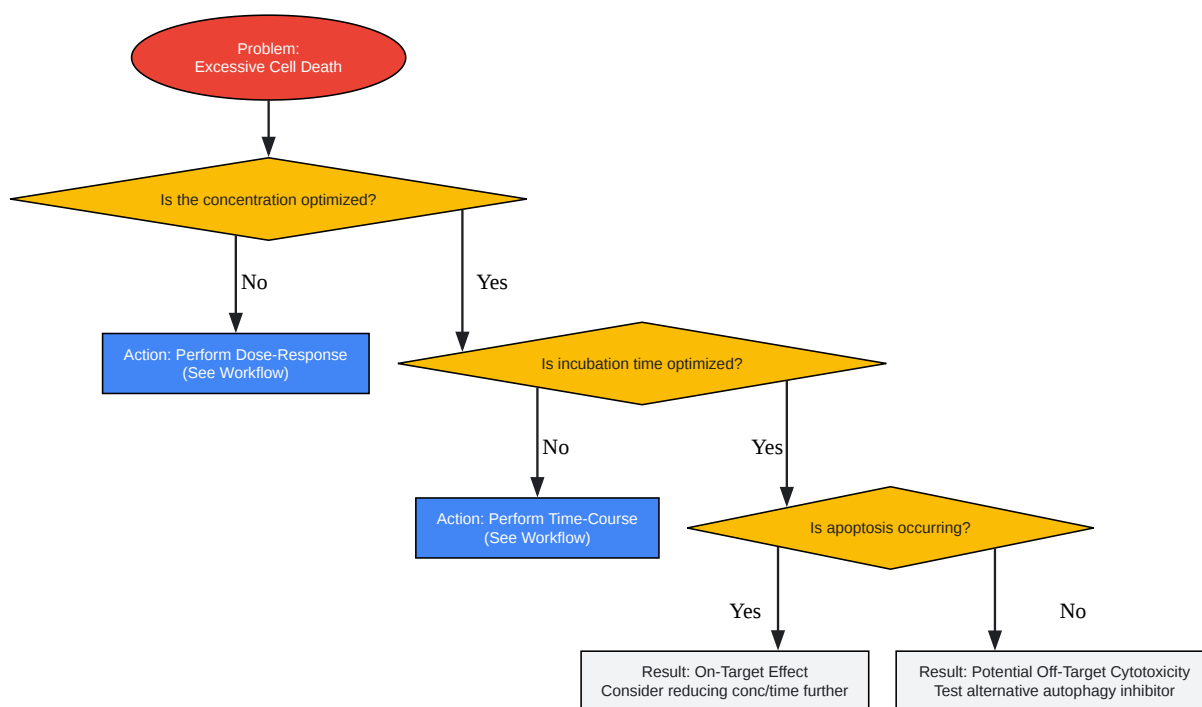 Problem:
Excessive Cell Death
Is the concentration optimized?
No
Yes
Action: Perform Dose-Response
(See Workflow)
Is incubation time optimized?
No
Yes
Action: Perform Time-Course
(See Workflow)
Is apoptosis occurring?
Yes
No
Result: On-Target Effect
Consider reducing conc/time further
Result: Potential Off-Target Cytotoxicity
Test alternative autophagy inhibitor